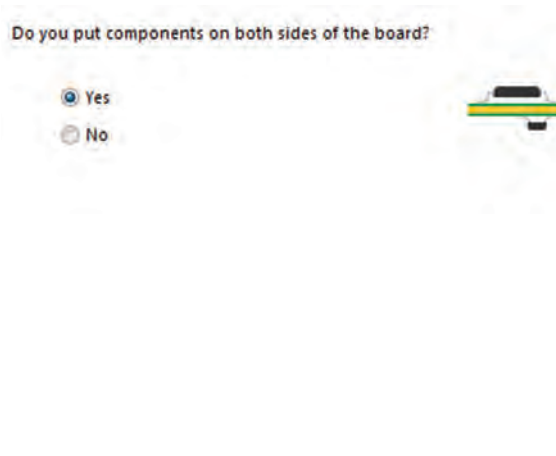 Do you put components on both sides of the board?
Yes
No